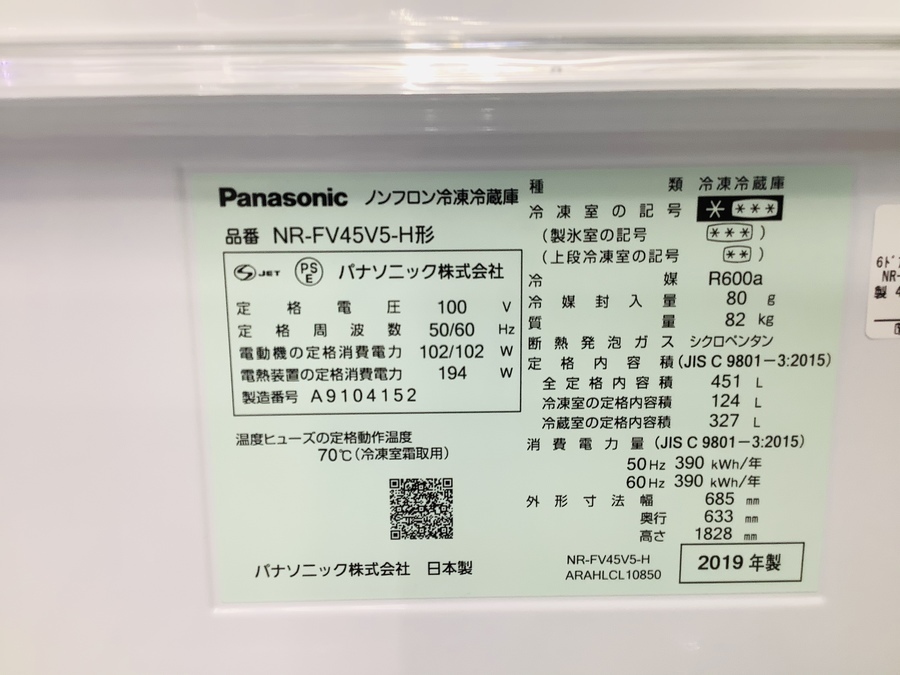 Panasonic ノンフロン冷凍冷蔵庫
品番 NR-FV45V5-H形
JET PSE パナソニック株式会社
定格電圧 100 V
定格周波数 50/60 Hz
電動機の定格消費電力 102/102 W
電熱装置の定格消費電力 194 W
製造番号 A9104152
温度ヒューズの定格動作温度
70℃(冷凍室霜取用)
パナソニック株式会社 日本製
種類 冷凍冷蔵庫
冷凍室の記号 * ***
(製氷室の記号 *** )
(上段冷凍室の記号 ** )
冷媒 R600a
冷媒封入量 80 g
質量 82 kg
断熱発泡ガス シクロペンタン
定格内容積 (JIS C 9801-3:2015)
全定格内容積 451 L
冷凍室の定格内容積 124 L
冷蔵室の定格内容積 327 L
消費電力量 (JIS C 9801-3:2015)
50Hz 390 kWh/年
60Hz 390 kWh/年
外形寸法 幅 685 mm
奥行 633 mm
高さ 1828 mm
NR-FV45V5-H
ARAHLCL10850
2019年製
6ド
NR-
製 4